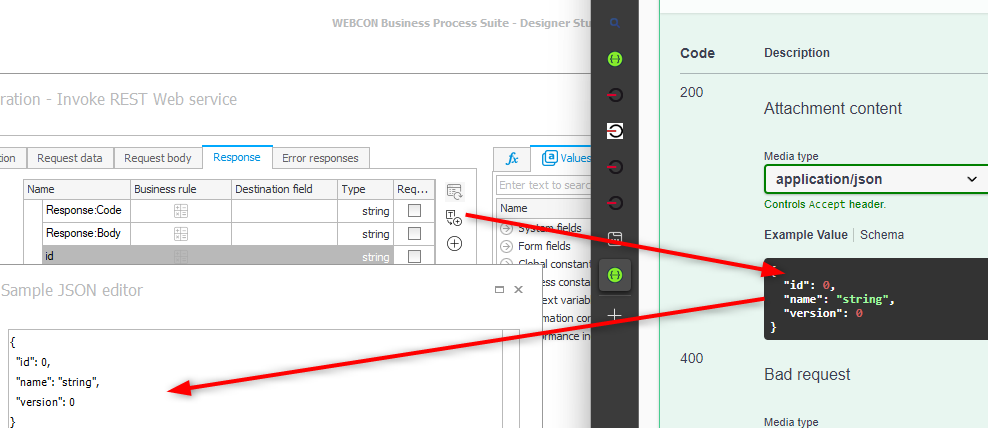 WEBCON Business Process Suite - Designer Stu
ration - Invoke REST Web service
tion
Request data
Request body
Response
Error responses
Name
Business rule
Destination field
Type
Req...
Response:Code
string
Response:Body
string
id
string
fx
Values
Enter text to searc
Name
System fields
Form fields
Global constant
ess consta
ext variab
mation co
ormance in
Sample JSON editor
{
"id": 0,
"name": "string",
"version": 0
}
Code
Description
200
Attachment content
Media type
application/json
Controls Accept header.
Example Value
Schema
{
"id": 0,
"name": "string",
"version": 0
}
400
Bad request
Media type